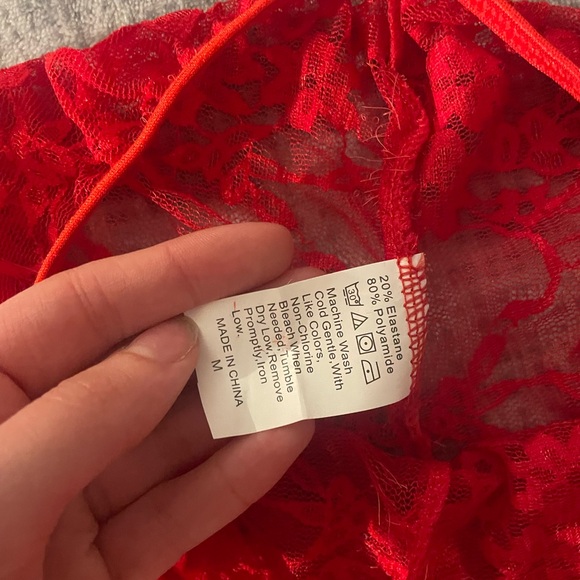 20% Elastane
80% Polyamide
30°
Machine Wash
Cold Gentle,With
Like Colors,
Non-Chlorine
Bleach When
Needed.Tumble
Dry Low,Remove
Promptly,Iron
-Low.
MADE IN CHINA
M